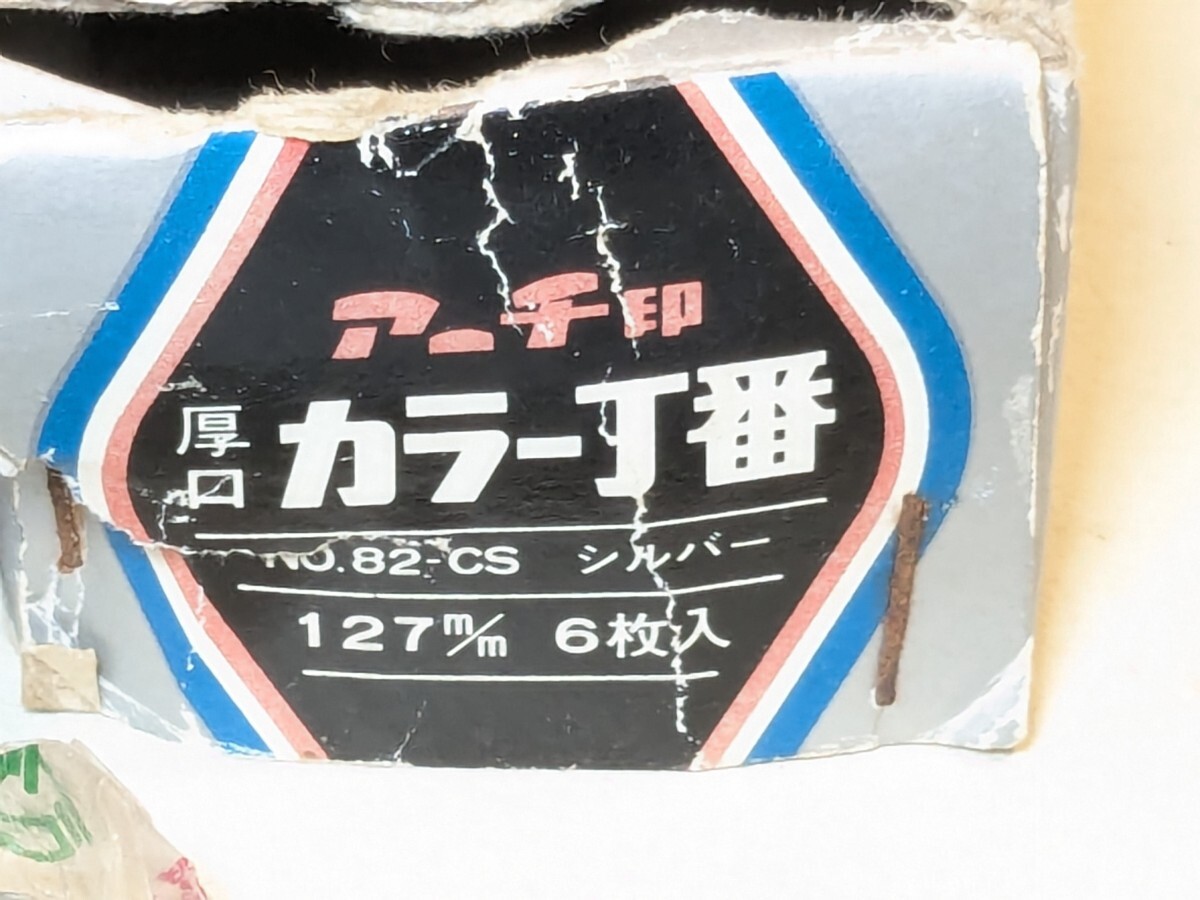 アーチ印
厚口 カラー丁番
NO.82-CS シルバー
127m/m 6枚入